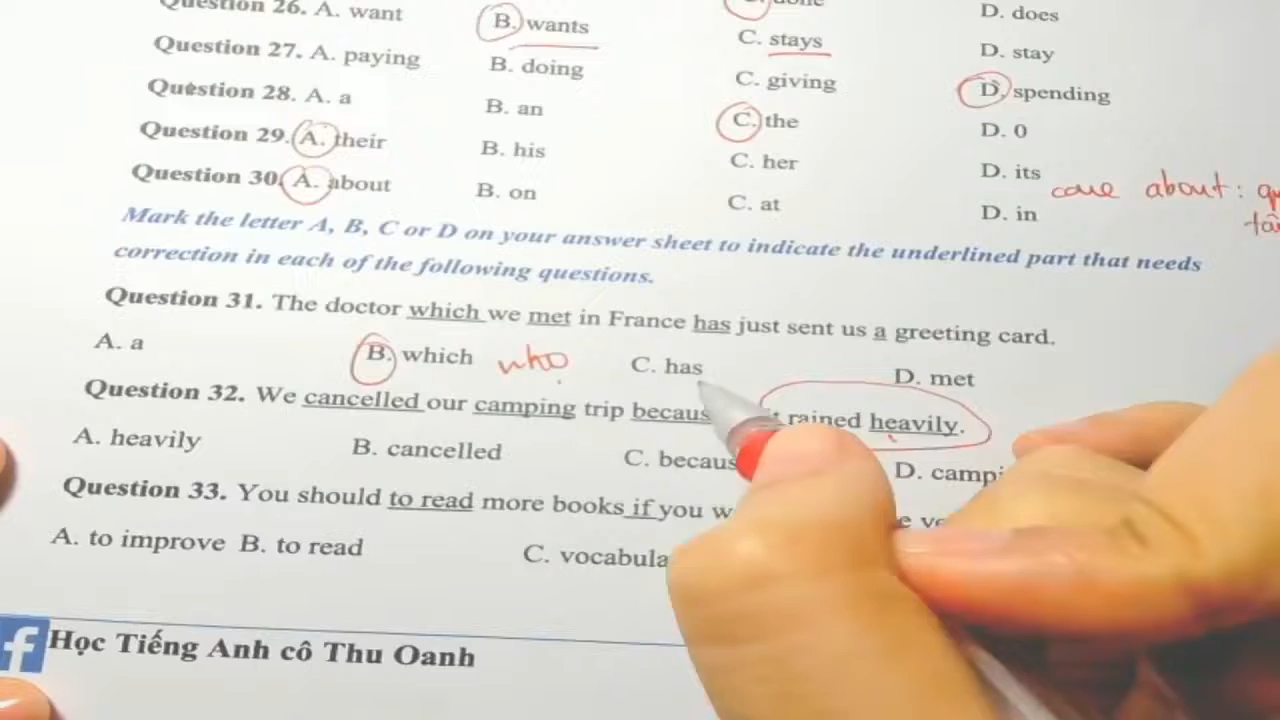 Question 26. A. want B. wants C. done D. does
Question 27. A. paying B. doing C. stays D. stay
Question 28. A. a B. an C. giving D. spending
Question 29. A. their B. his C. the D. 0
Question 30. A. about B. on C. her D. its
C. at D. in
care about:
Mark the letter A, B, C or D on your answer sheet to indicate the underlined part that needs
correction in each of the following questions.
Question 31. The doctor which we met in France has just sent us a greeting card.
A. a B. which who C. has D. met
Question 32. We cancelled our camping trip rained heavily.
A. heavily B. cancelled D.
Question 33. You should to read more books if you
A. to improve B. to read C.
Học Tiếng Anh cô Thu Oanh